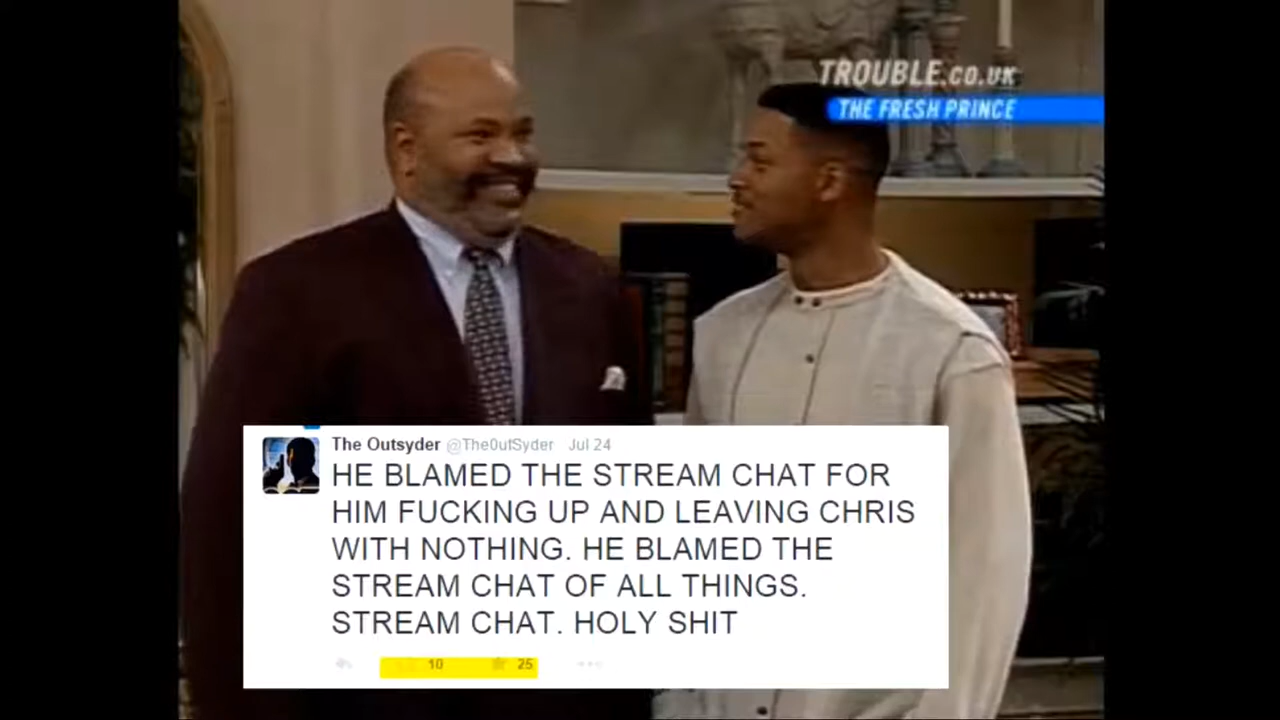 TROUBLE.CO.UK
THE FRESH PRINCE
The Outsyder @The0utSyder Jul 24
HE BLAMED THE STREAM CHAT FOR
HIM FUCKING UP AND LEAVING CHRIS
WITH NOTHING. HE BLAMED THE
STREAM CHAT OF ALL THINGS.
STREAM CHAT. HOLY SHIT
10 25